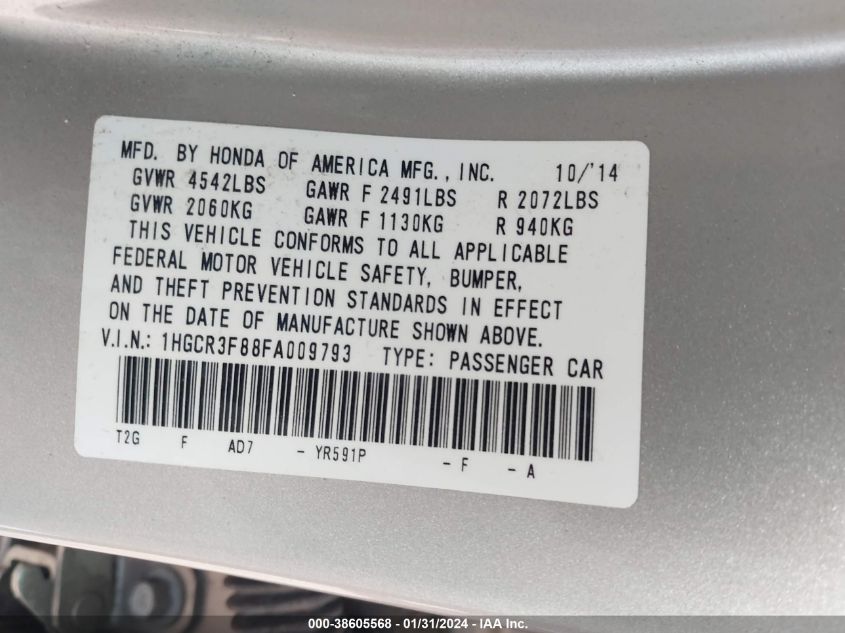 MFD. BY HONDA OF AMERICA MFG., INC. 10/'14
GVWR 4542LBS GAWR F 2491LBS R 2072LBS
GVWR 2060KG GAWR F 1130KG R 940KG
THIS VEHICLE CONFORMS TO ALL APPLICABLE
FEDERAL MOTOR VEHICLE SAFETY, BUMPER,
AND THEFT PREVENTION STANDARDS IN EFFECT
ON THE DATE OF MANUFACTURE SHOWN ABOVE.
V.I.N.: 1HGCR3F88FA009793 TYPE: PASSENGER CAR
T2G F AD7 - YR591P - F - A
000-38605568 - 01/31/2024 - IAA Inc.